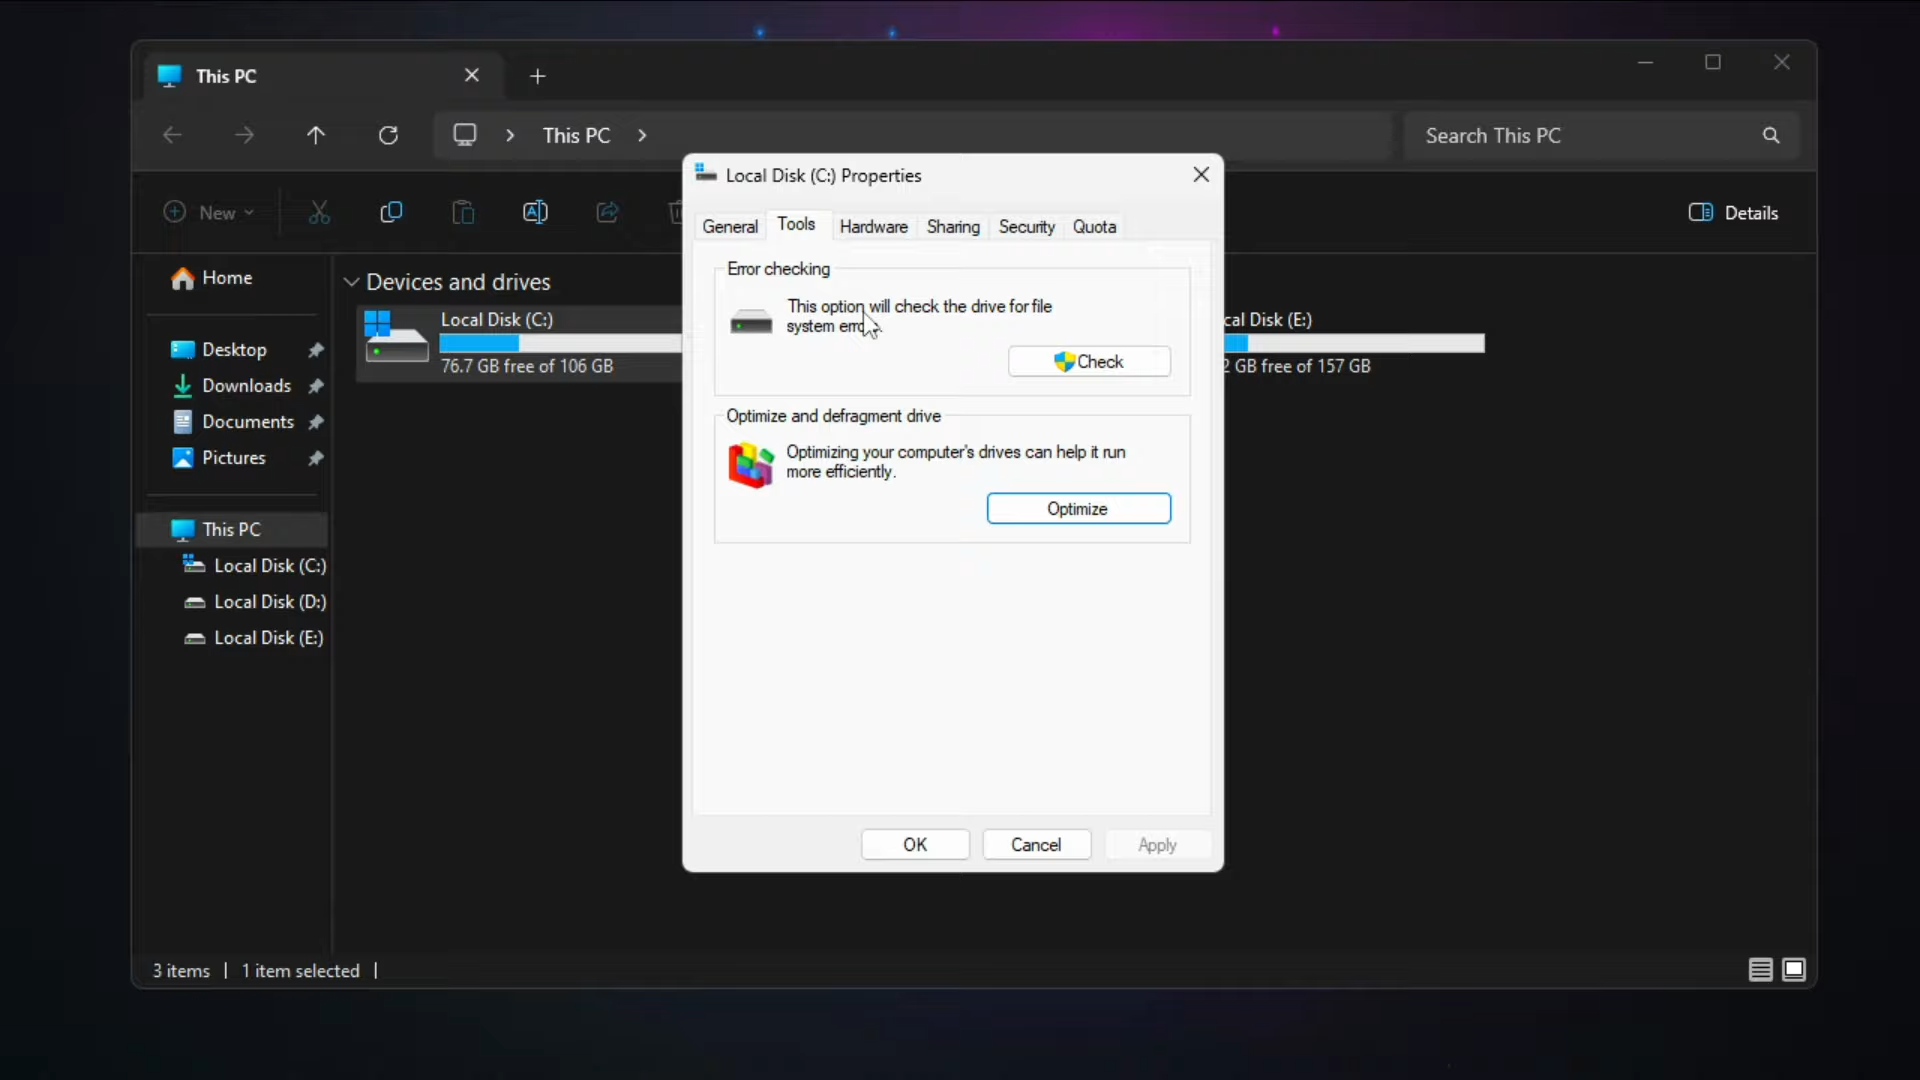 This PC
This PC
Search This PC
New
Details
Home
Desktop
Downloads
Documents
Pictures
This PC
Local Disk (C:)
Local Disk (D:)
Local Disk (E:)
Devices and drives
Local Disk (C:)
76.7 GB free of 106 GB
cal Disk (E:)
2 GB free of 157 GB
Local Disk (C:) Properties
General Tools Hardware Sharing Security Quota
Error checking
This option will check the drive for file
system
Check
Optimize and defragment drive
Optimizing your computer's drives can help it run
more efficiently.
Optimize
OK Cancel Apply
3 items | 1 item selected |